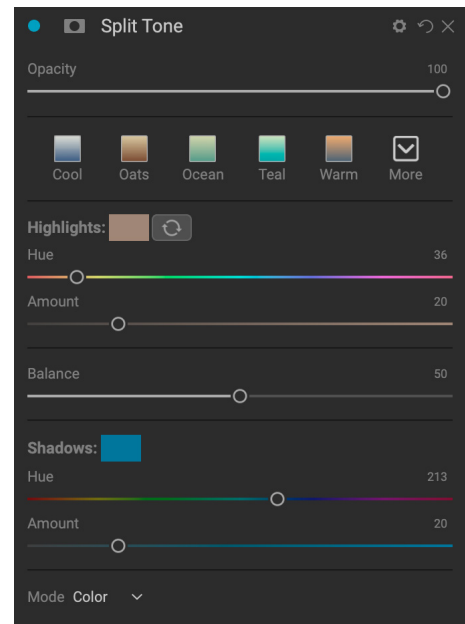 Split Tone
Opacity 100
Cool Oats Ocean Teal Warm More
Highlights:
Hue 36
Amount 20
Balance 50
Shadows:
Hue 213
Amount 20
Mode Color